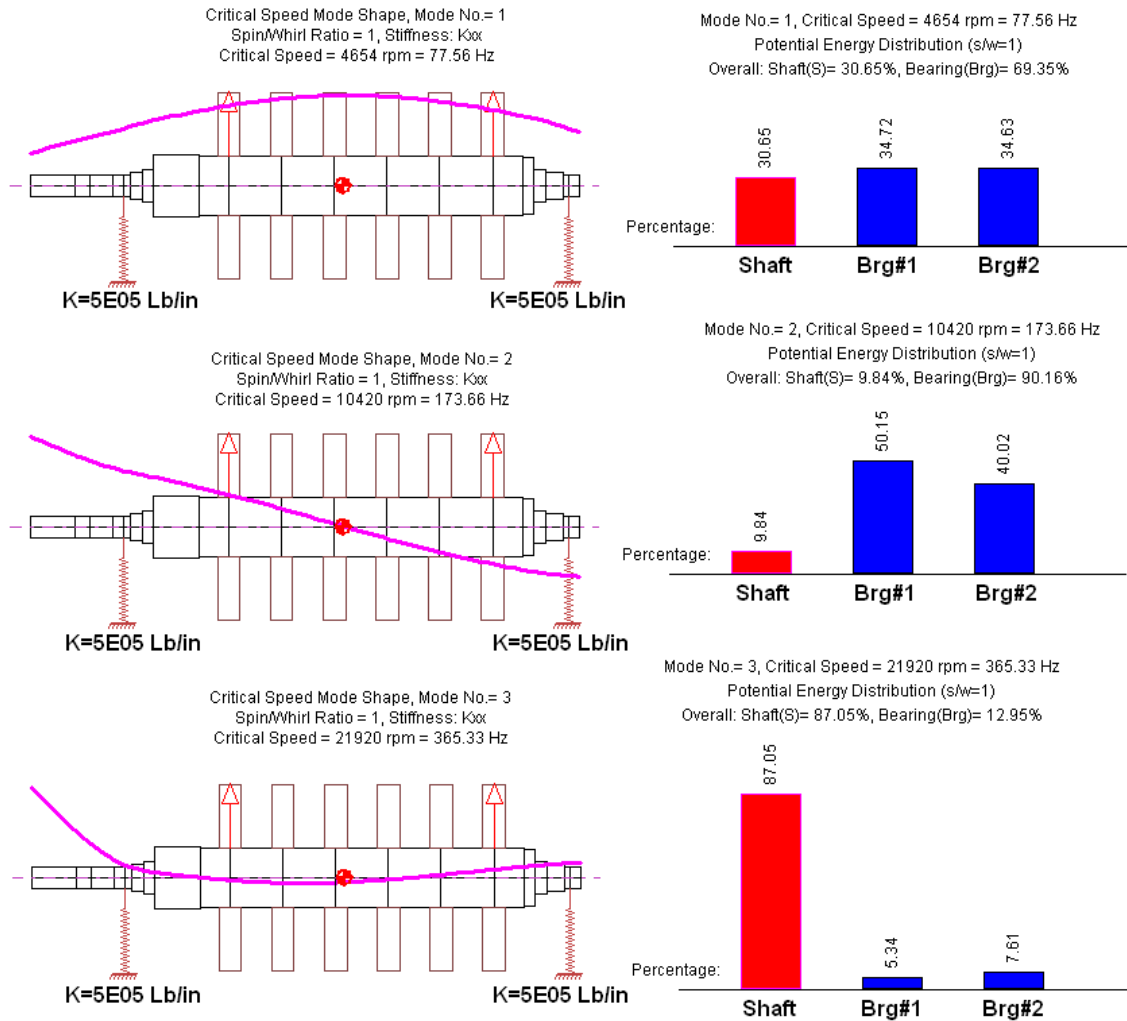 Critical Speed Mode Shape, Mode No.= 1
Spin/Whirl Ratio = 1, Stiffness: Kxx
Critical Speed = 4654 rpm = 77.56 Hz
K=5E05 Lb/in
K=5E05 Lb/in
Mode No.= 1, Critical Speed = 4654 rpm = 77.56 Hz
Potential Energy Distribution (s/w=1)
Overall: Shaft(S)= 30.65%, Bearing(Brg)= 69.35%
30.65
34.72
34.63
Percentage:
Shaft
Brg#1
Brg#2
Critical Speed Mode Shape, Mode No.= 2
Spin/Whirl Ratio = 1, Stiffness: Kxx
Critical Speed = 10420 rpm = 173.66 Hz
K=5E05 Lb/in
K=5E05 Lb/in
Mode No.= 2, Critical Speed = 10420 rpm = 173.66 Hz
Potential Energy Distribution (s/w=1)
Overall: Shaft(S)= 9.84%, Bearing(Brg)= 90.16%
9.84
50.15
40.02
Percentage:
Shaft
Brg#1
Brg#2
Critical Speed Mode Shape, Mode No.= 3
Spin/Whirl Ratio = 1, Stiffness: Kxx
Critical Speed = 21920 rpm = 365.33 Hz
K=5E05 Lb/in
K=5E05 Lb/in
Mode No.= 3, Critical Speed = 21920 rpm = 365.33 Hz
Potential Energy Distribution (s/w=1)
Overall: Shaft(S)= 87.05%, Bearing(Brg)= 12.95%
87.05
5.34
7.61
Percentage:
Shaft
Brg#1
Brg#2